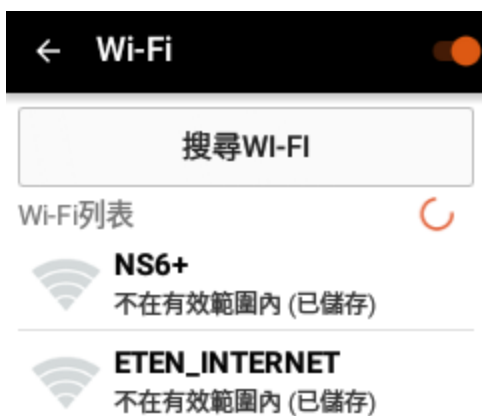 Wi-Fi
搜尋WI-FI
Wi-Fi列表
NS6+
不在有效範圍內 (已儲存)
ETEN_INTERNET
不在有效範圍內 (已儲存)